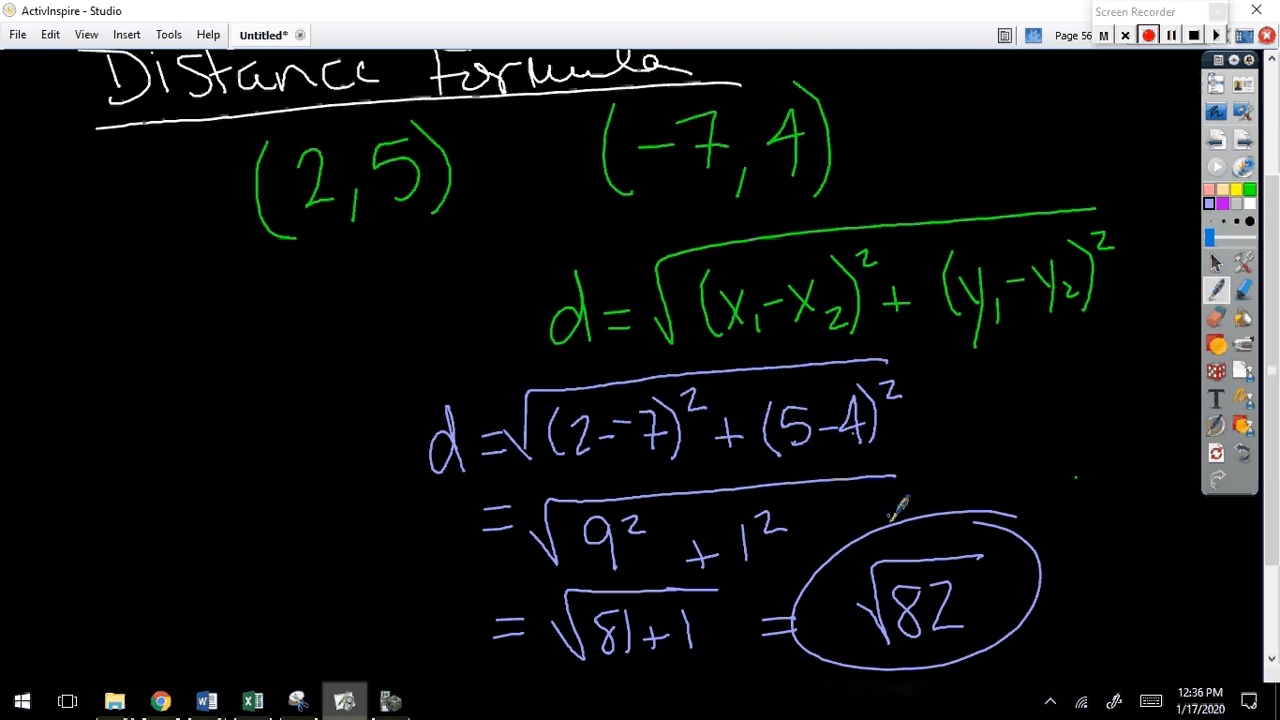 ActivInspire - Studio
Screen Recorder
File Edit View Insert Tools Help Untitled* Page 56
Distance Formula
(2,5) (-7,4)
d=√(x₁-x₂)²+(y₁-y₂)²
d=√(2--7)²+(5-4)²
=√9²+1²
=√81+1 = √82
12:36 PM
1/17/2020